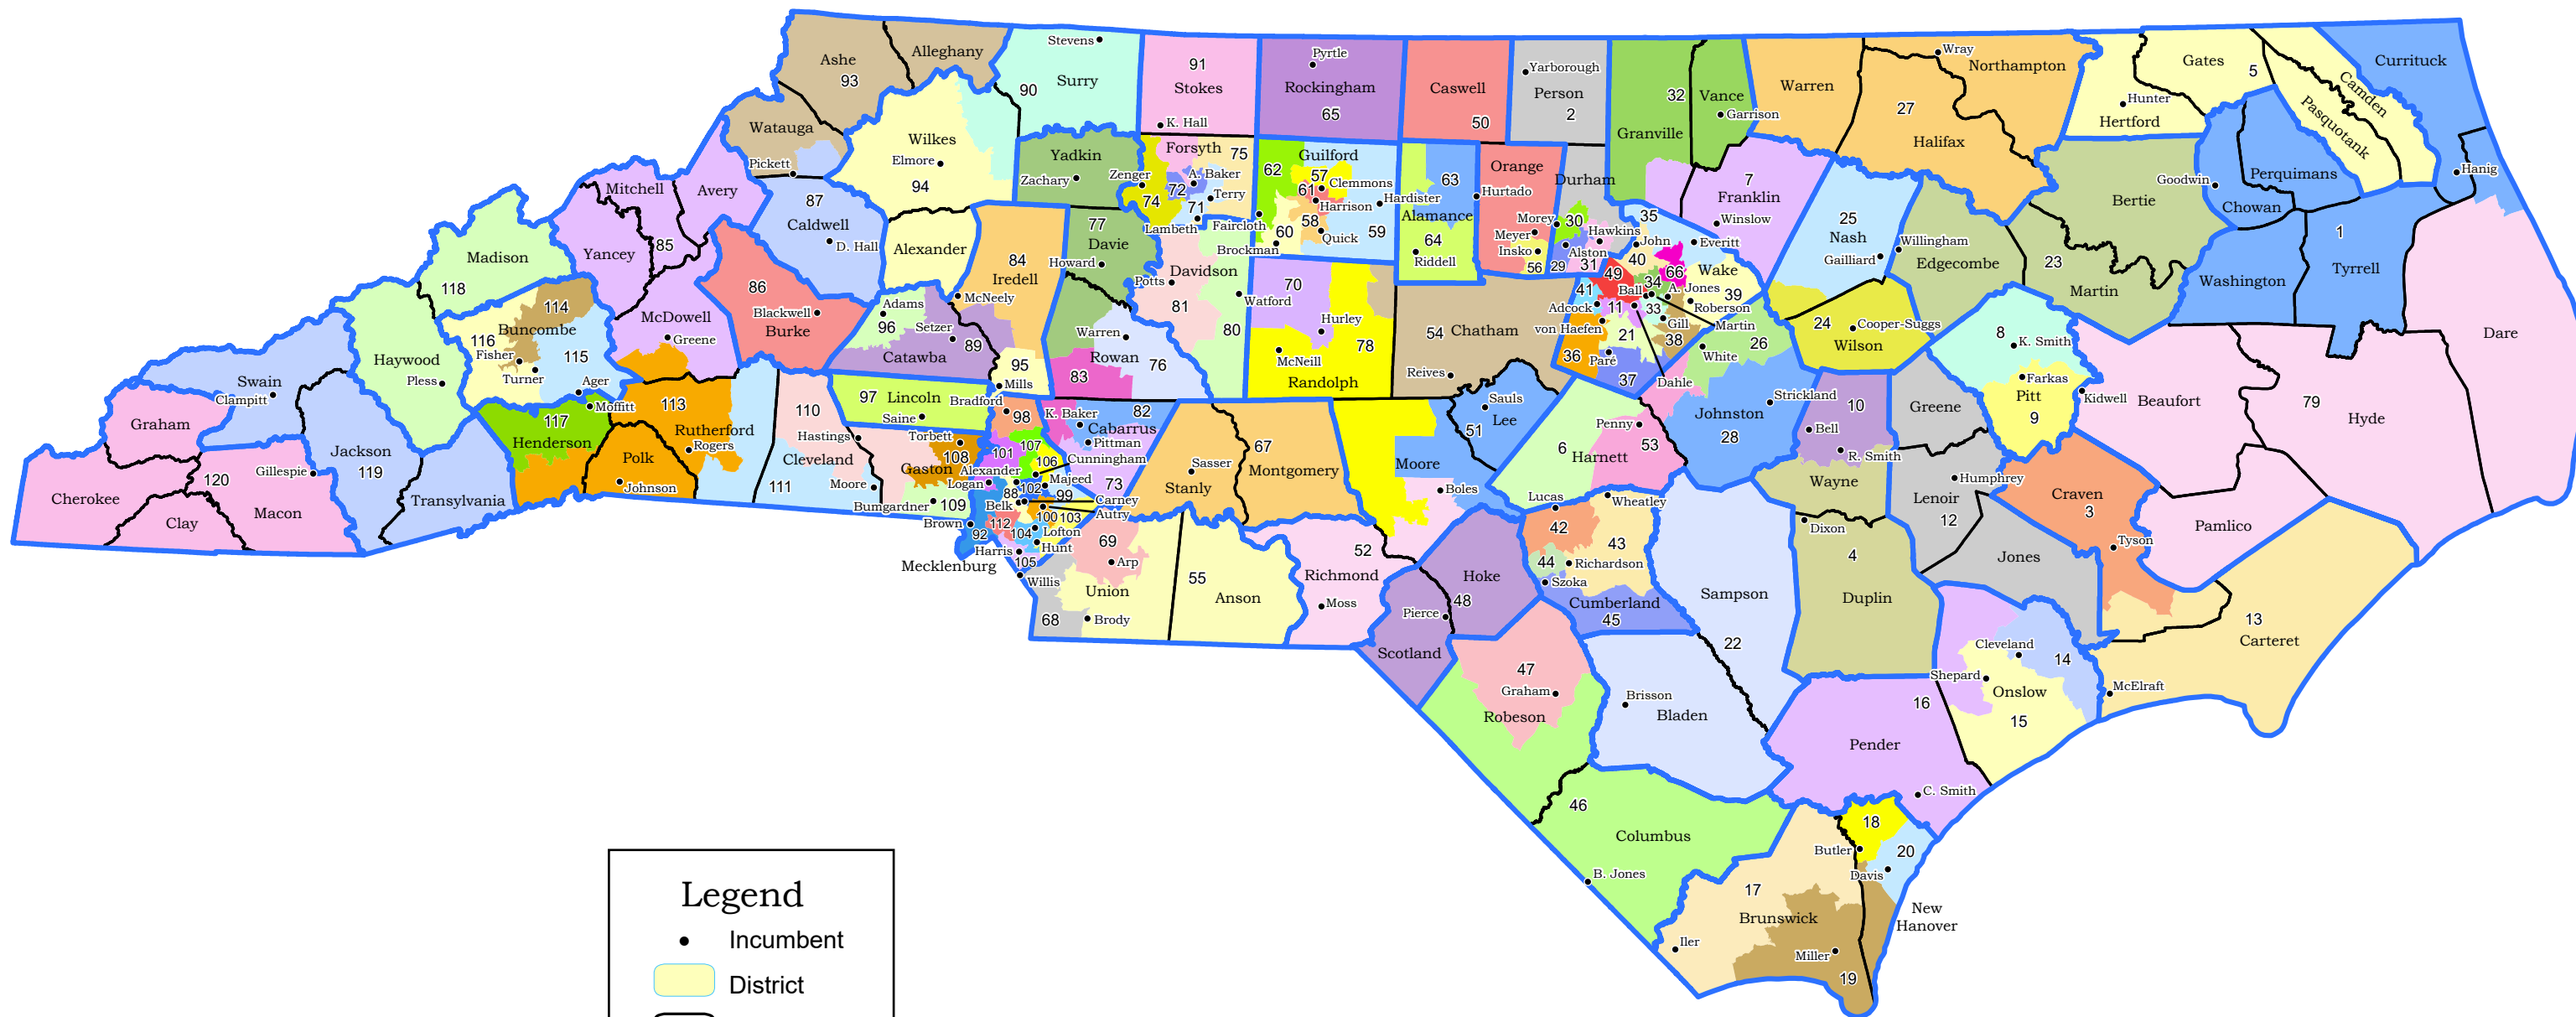 Ashe
93
Alleghany
Stevens
90
Surry
91
Stokes
K. Hall
Pyrtle
Rockingham
65
Caswell
50
Yarborough
Person
2
32
Granville
Vance
Garrison
Warren
Wray
Northampton
27
Halifax
Hunter
Hertford
Gates
5
Camden
Pasquotank
Currituck
Hanig
Perquimans
Chowan
Goodwin
Bertie
Watauga
Pickett
Wilkes
Elmore
94
Yadkin
Zachary
Forsyth
75
Zenger
A. Baker
72
Terry
71
74
Lambeth
62
Guilford
57
Clemmons
61
Harrison
Hardister
58
Quick
59
60
Faircloth
Brockman
63
Hurtado
Alamance
64
Riddell
Orange
Morey
Meyer
Insko
56
Durham
30
Hawkins
Alston
29
31
35
John
40
Everitt
66
Wake
49
34
Ball
A. Jones
39
Roberson
41
Adcock
11
33
Gill
Martin
von Haefen
21
38
36
Paré
37
Dahle
White
26
7
Franklin
Winslow
25
Nash
Gailliard
Willingham
Edgecombe
23
Martin
Washington
1
Tyrrell
Dare
Mitchell
Avery
Yancey
85
87
Caldwell
D. Hall
Alexander
84
Iredell
McNeely
77
Davie
Howard
Potts
Davidson
81
Watford
80
70
Hurley
McNeill
78
Randolph
54
Chatham
Reives
24
Cooper-Suggs
Wilson
8
K. Smith
Farkas
Pitt
9
Kidwell
Beaufort
79
Hyde
Madison
118
114
Buncombe
116
Fisher
115
Turner
Ager
McDowell
Greene
86
Blackwell
Burke
Adams
96
Setzer
89
Catawba
95
Mills
Warren
Rowan
76
83
Haywood
Pless
Swain
Clampitt
Graham
Jackson
119
Gillespie
120
Cherokee
Clay
Macon
Transylvania
117
Henderson
Moffitt
113
Rutherford
Rogers
Polk
Johnson
110
Hastings
Cleveland
111
Moore
97
Lincoln
Saine
Bradford
98
Torbett
108
Gaston
Bumgardner
109
K. Baker
82
Cabarrus
Pittman
107
101
106
Cunningham
Alexander
Logan
102
Majeed
73
88
99
Carney
Belk
Autry
100
103
Brown
92
112
104
Lofton
Harris
Hunt
105
Mecklenburg
Willis
69
Arp
Union
68
Brody
55
Anson
67
Sasser
Stanly
Montgomery
Moore
Boles
51
Sauls
Lee
6
Harnett
Penny
53
Johnston
28
Strickland
10
Bell
R. Smith
Greene
Wayne
Lenoir
12
Humphrey
Craven
3
Tyson
Pamlico
Jones
Lucas
Wheatley
42
43
44
Richardson
Szoka
Cumberland
45
52
Richmond
Moss
Hoke
48
Pierce
Scotland
Sampson
22
Dixon
4
Duplin
13
Carteret
Cleveland
14
Shepard
Onslow
15
McElraft
47
Graham
Robeson
Brisson
Bladen
16
Pender
C. Smith
46
Columbus
B. Jones
18
Butler
20
Davis
17
Brunswick
New
Hanover
Iler
Miller
19
Legend
Incumbent
District